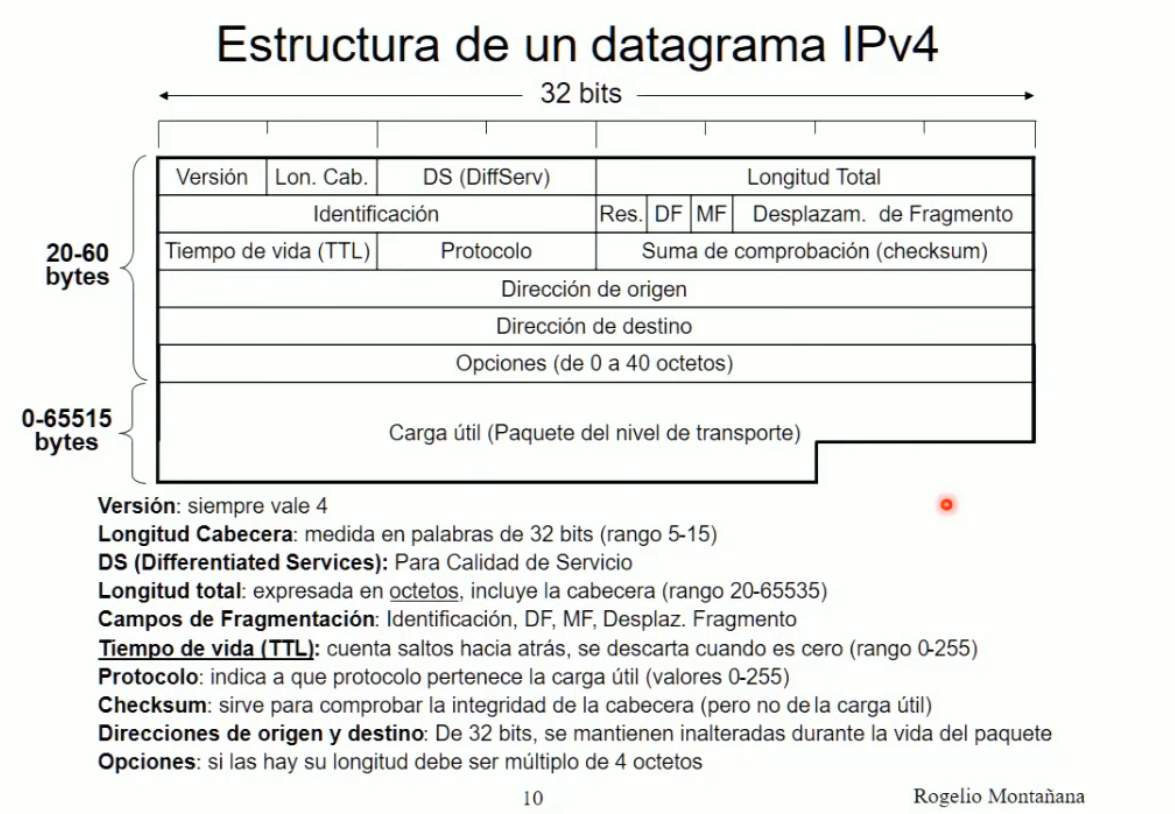 Estructura de un datagrama IPv4
32 bits
Versión Lon. Cab. DS (DiffServ) Longitud Total
Identificación Res. DF MF Desplazam. de Fragmento
Tiempo de vida (TTL) Protocolo Suma de comprobación (checksum)
20-60
bytes
Dirección de origen
Dirección de destino
Opciones (de 0 a 40 octetos)
0-65515
bytes
Carga útil (Paquete del nivel de transporte)
Versión: siempre vale 4
Longitud Cabecera: medida en palabras de 32 bits (rango 5-15)
DS (Differentiated Services): Para Calidad de Servicio
Longitud total: expresada en octetos, incluye la cabecera (rango 20-65535)
Campos de Fragmentación: Identificación, DF, MF, Desplaz. Fragmento
Tiempo de vida (TTL): cuenta saltos hacia atrás, se descarta cuando es cero (rango 0-255)
Protocolo: indica a que protocolo pertenece la carga útil (valores 0-255)
Checksum: sirve para comprobar la integridad de la cabecera (pero no de la carga útil)
Direcciones de origen y destino: De 32 bits, se mantienen inalteradas durante la vida del paquete
Opciones: si las hay su longitud debe ser múltiplo de 4 octetos
10
Rogelio Montañana